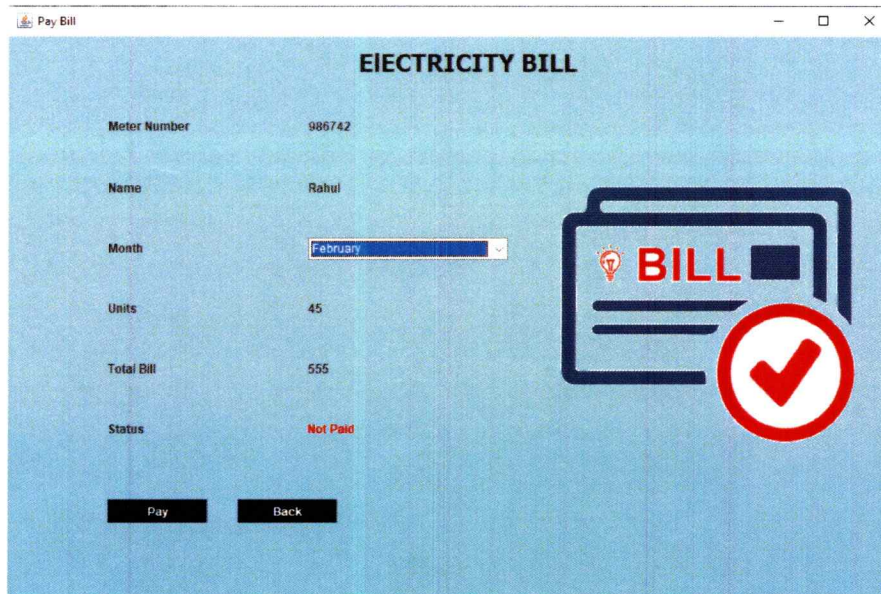 Pay Bill
ElECTRICITY BILL
Meter Number 986742
Name Rahul
Month February
Units 45
Total Bill 555
Status Not Paid
Pay Back
BILL